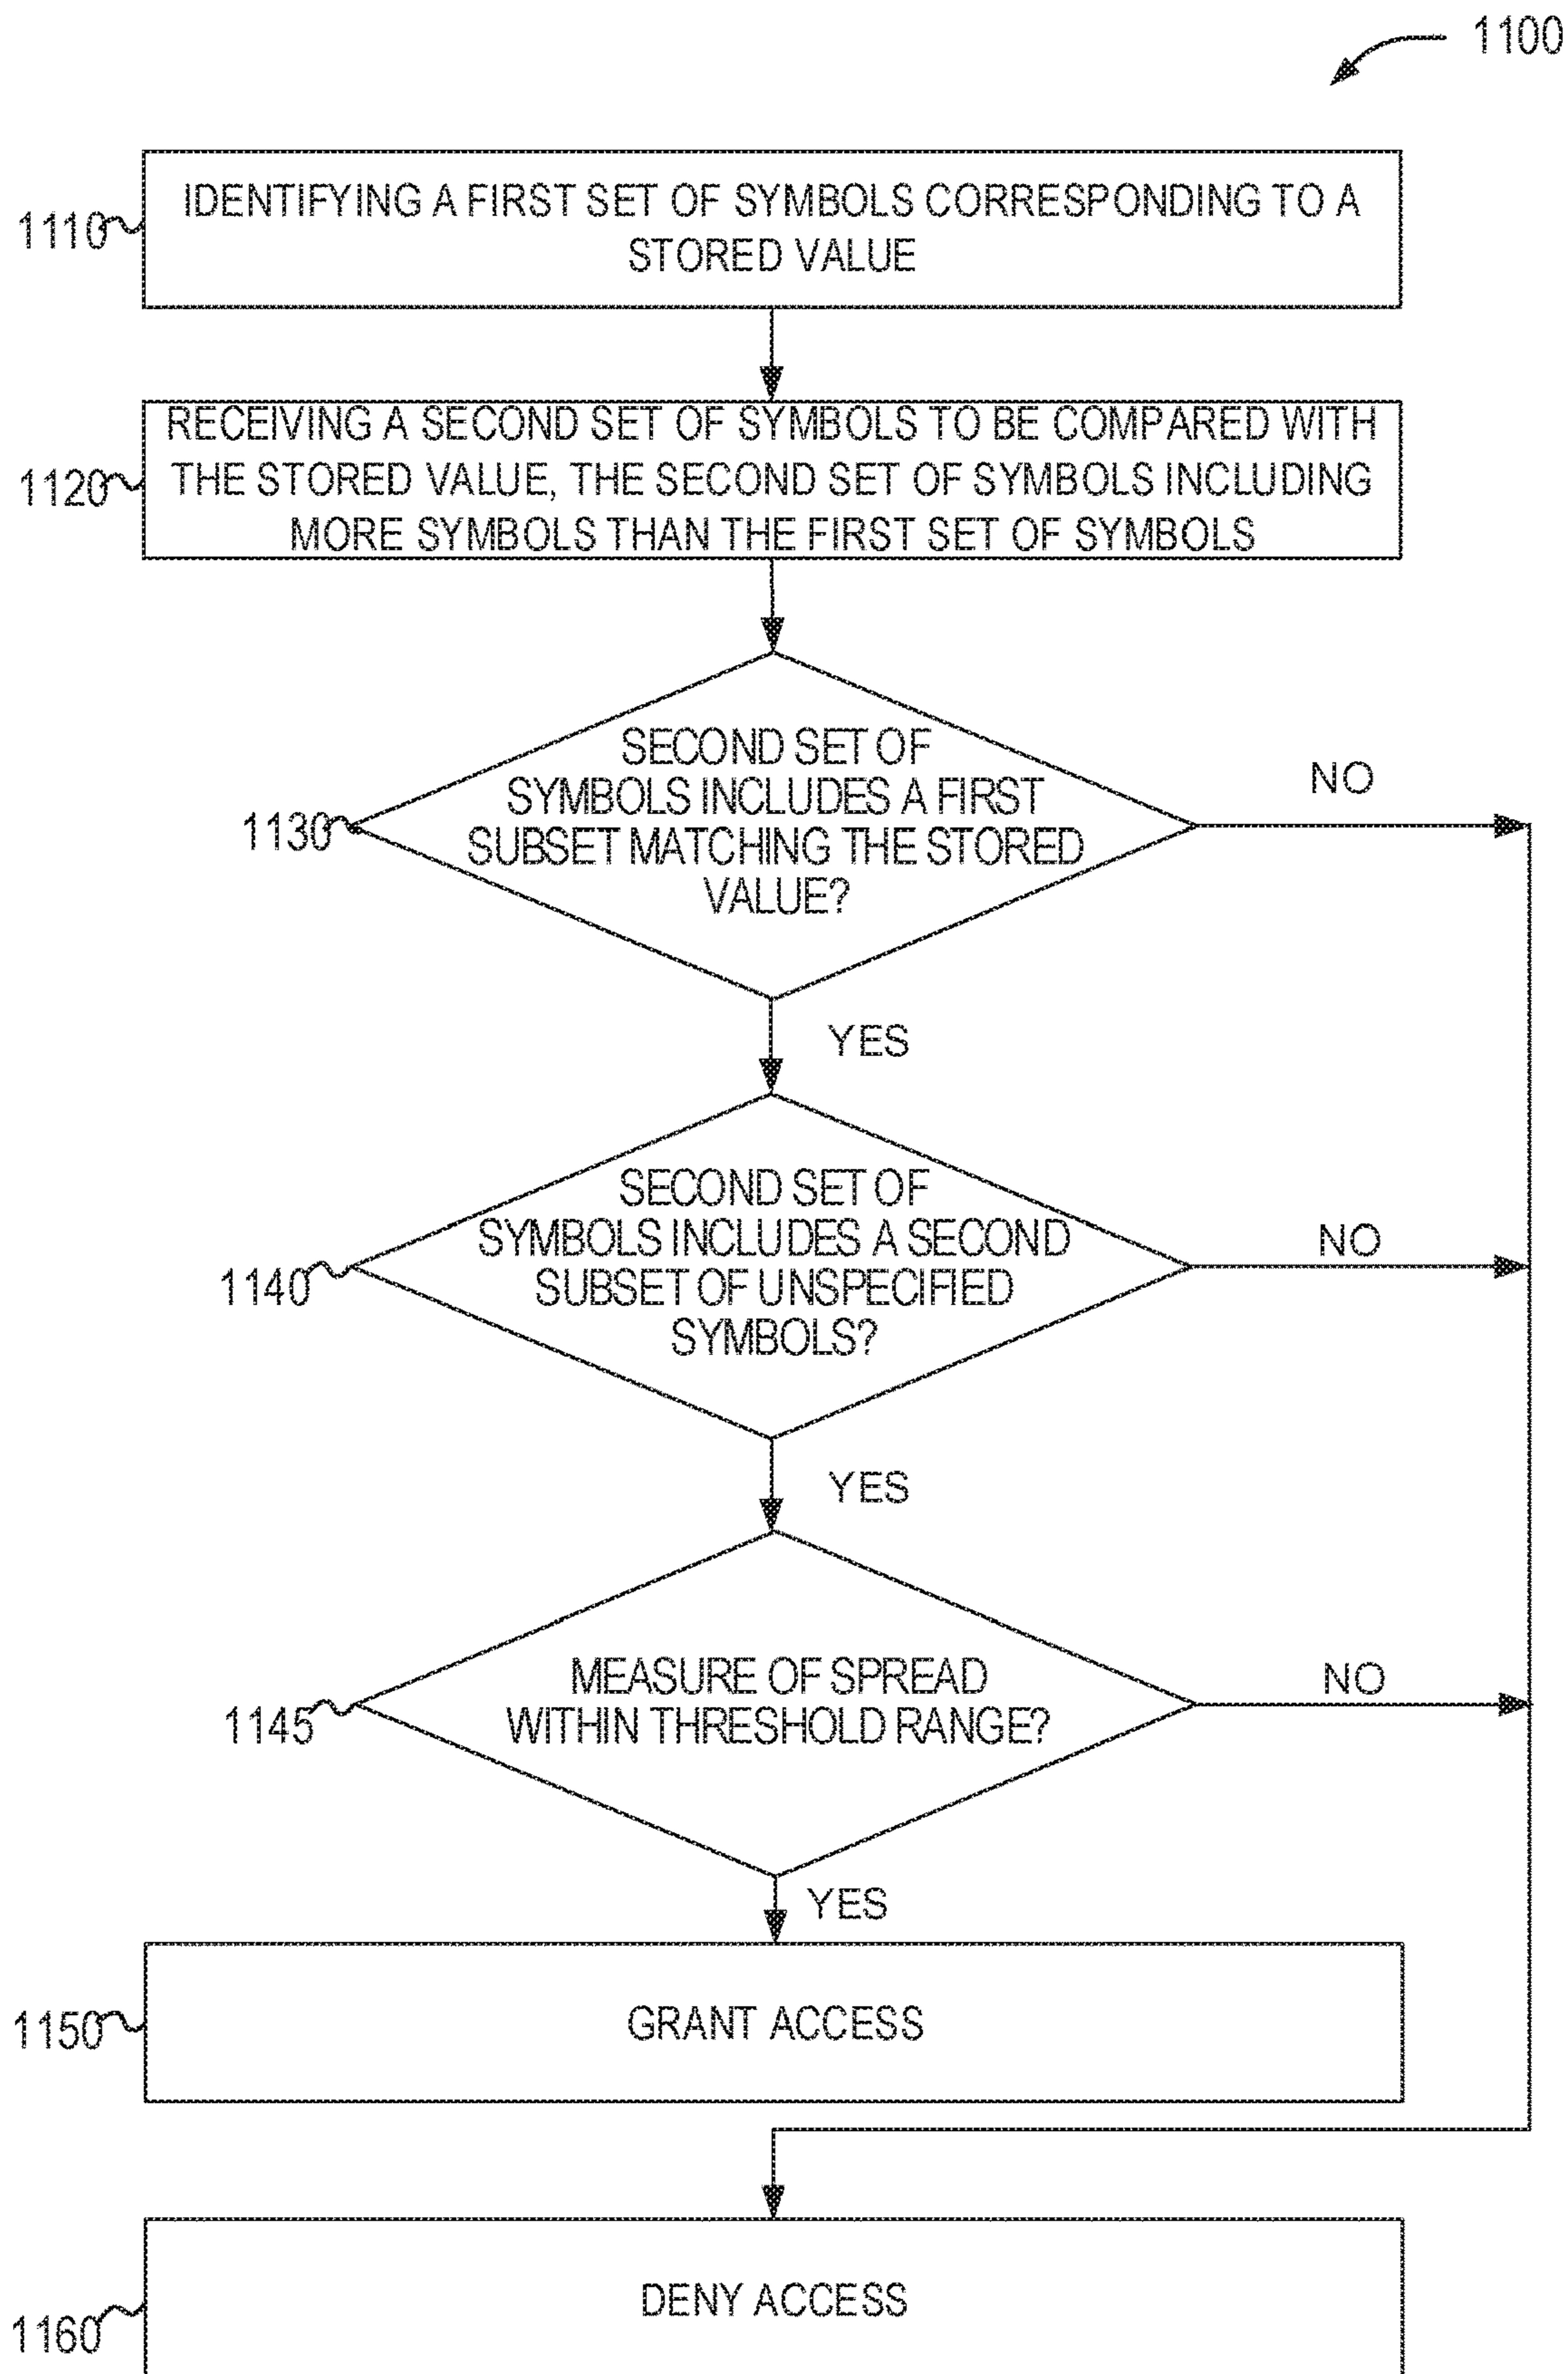 1100
IDENTIFYING A FIRST SET OF SYMBOLS CORRESPONDING TO A
STORED VALUE
1110
RECEIVING A SECOND SET OF SYMBOLS TO BE COMPARED WITH
THE STORED VALUE, THE SECOND SET OF SYMBOLS INCLUDING
MORE SYMBOLS THAN THE FIRST SET OF SYMBOLS
1120
SECOND SET OF
SYMBOLS INCLUDES A FIRST
SUBSET MATCHING THE STORED
VALUE?
1130
NO
YES
SECOND SET OF
SYMBOLS INCLUDES A SECOND
SUBSET OF UNSPECIFIED
SYMBOLS?
1140
NO
YES
MEASURE OF SPREAD
WITHIN THRESHOLD RANGE?
1145
NO
YES
GRANT ACCESS
1150
DENY ACCESS
1160